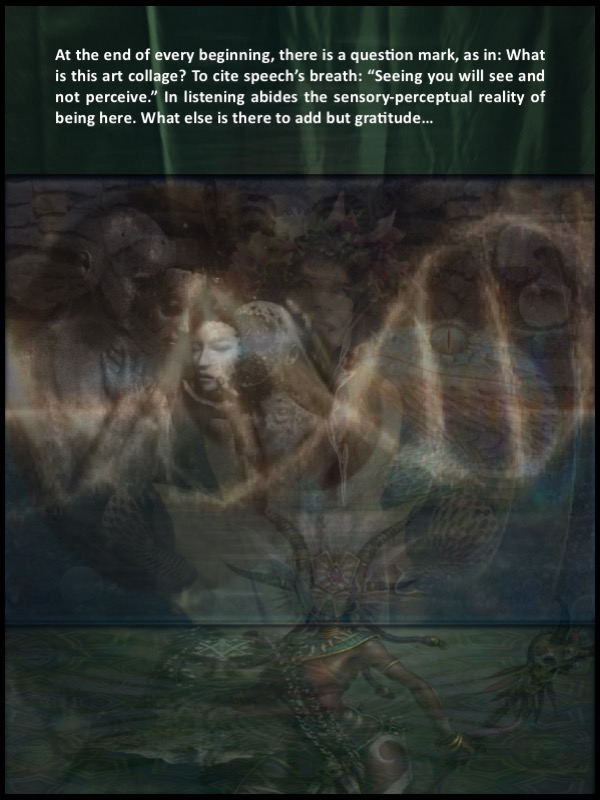 At the end of every beginning, there is a question mark, as in: What
is this art collage? To cite speech’s breath: “Seeing you will see and
not perceive.” In listening abides the sensory-perceptual reality of
being here. What else is there to add but gratitude…